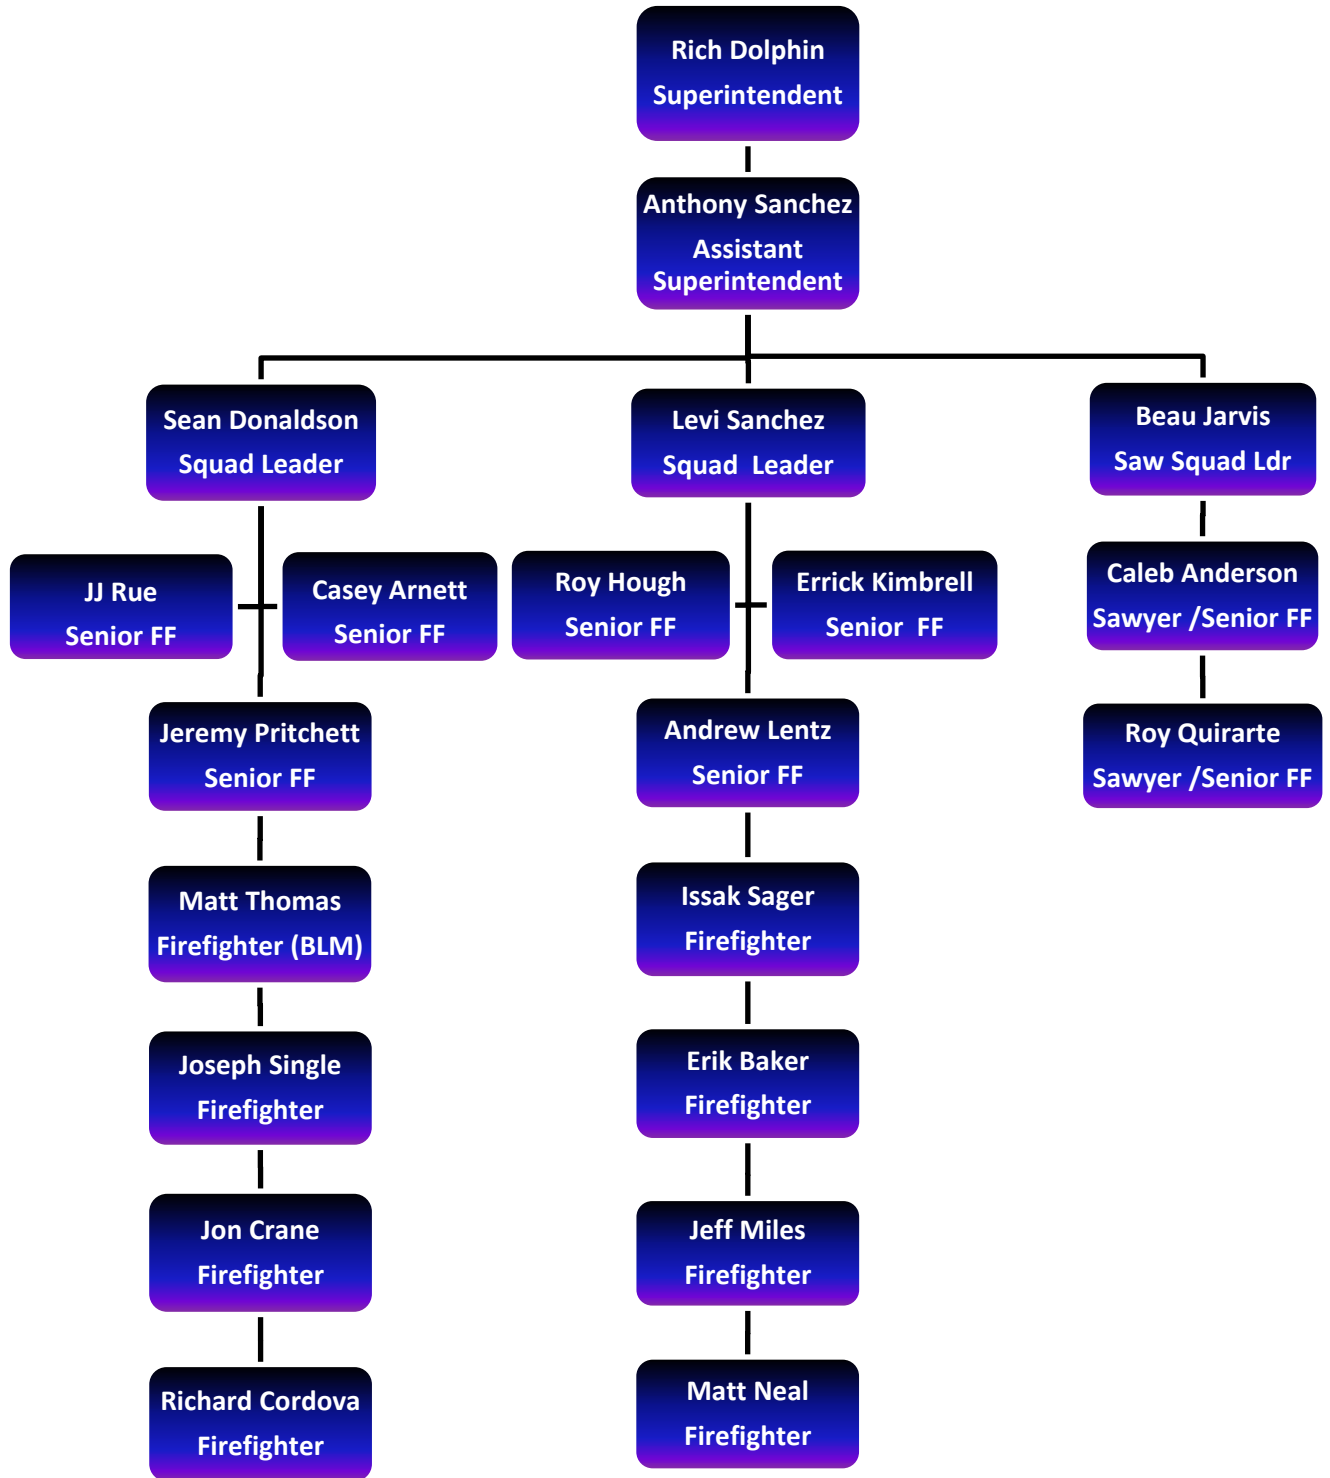 Rich Dolphin
Superintendent
Anthony Sanchez
Assistant
Superintendent
Sean Donaldson
Squad Leader
Levi Sanchez
Squad  Leader
Beau Jarvis
Saw Squad Ldr
JJ Rue
Senior FF
Casey Arnett
Senior FF
Roy Hough
Senior FF
Errick Kimbrell
Senior  FF
Caleb Anderson
Sawyer /Senior FF
Jeremy Pritchett
Senior FF
Andrew Lentz
Senior FF
Roy Quirarte
Sawyer /Senior FF
Matt Thomas
Firefighter (BLM)
Issak Sager
Firefighter
Joseph Single
Firefighter
Erik Baker
Firefighter
Jon Crane
Firefighter
Jeff Miles
Firefighter
Richard Cordova
Firefighter
Matt Neal
Firefighter